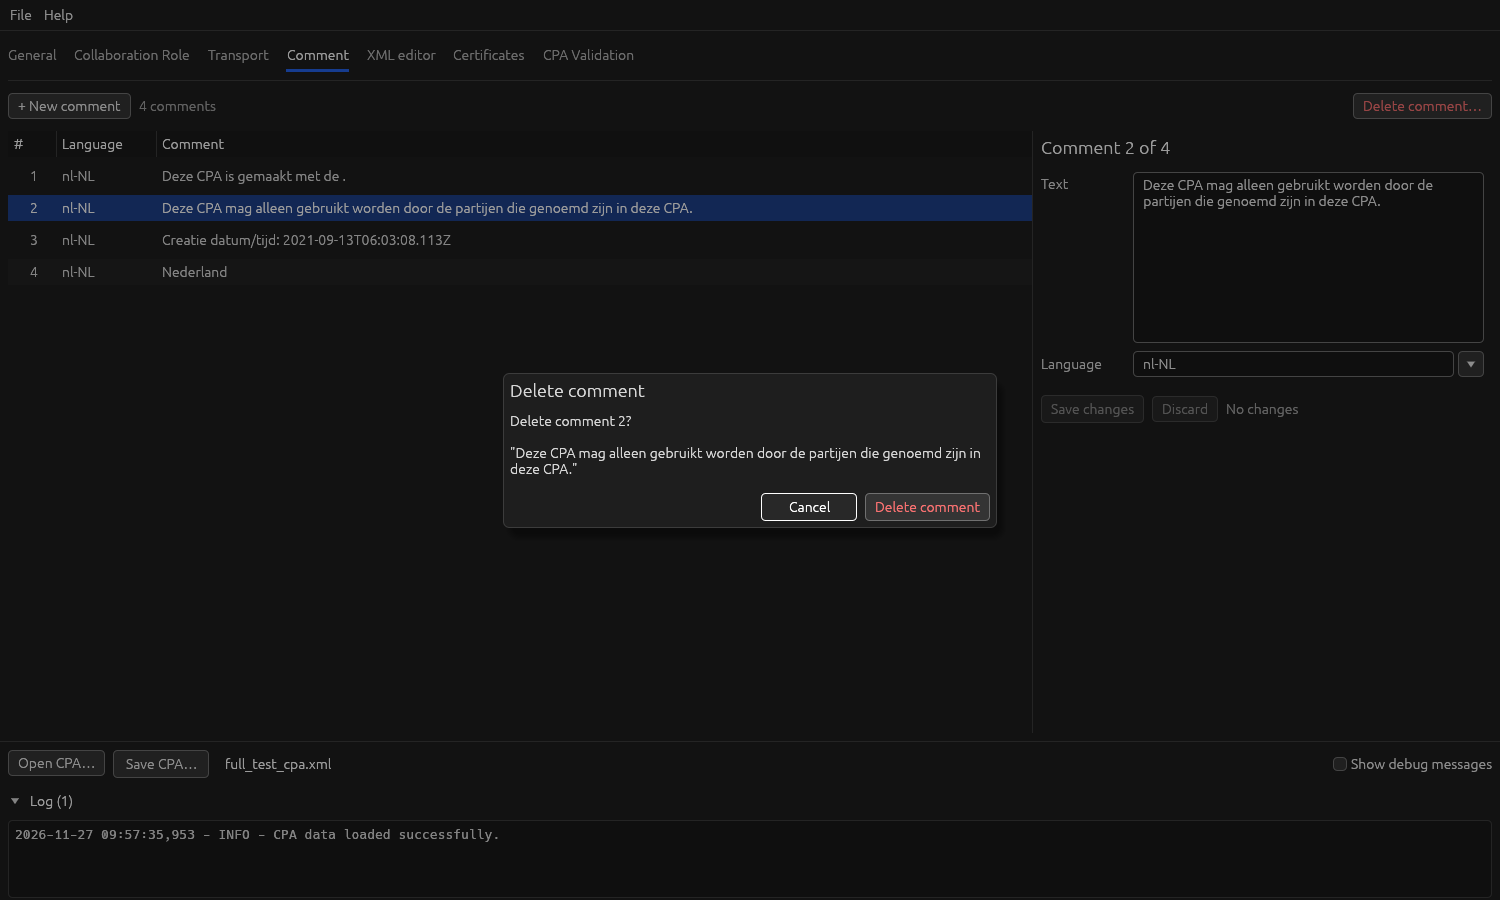 File Help
General Collaboration Role Transport Comment XML editor Certificates CPA Validation
+ New comment 4 comments Delete comment...
# Language Comment
1 nl-NL Deze CPA is gemaakt met de .
2 nl-NL Deze CPA mag alleen gebruikt worden door de partijen die genoemd zijn in deze CPA.
3 nl-NL Creatie datum/tijd: 2021-09-13T06:03:08.113Z
4 nl-NL Nederland
Comment 2 of 4
Text
Deze CPA mag alleen gebruikt worden door de
partijen die genoemd zijn in deze CPA.
Language nl-NL
Save changes Discard No changes
Delete comment
Delete comment 2?
"Deze CPA mag alleen gebruikt worden door de partijen die genoemd zijn in
deze CPA."
Cancel Delete comment
Open CPA... Save CPA... full_test_cpa.xml Show debug messages
Log (1)
2026-11-27 09:57:35,953 - INFO - CPA data loaded successfully.